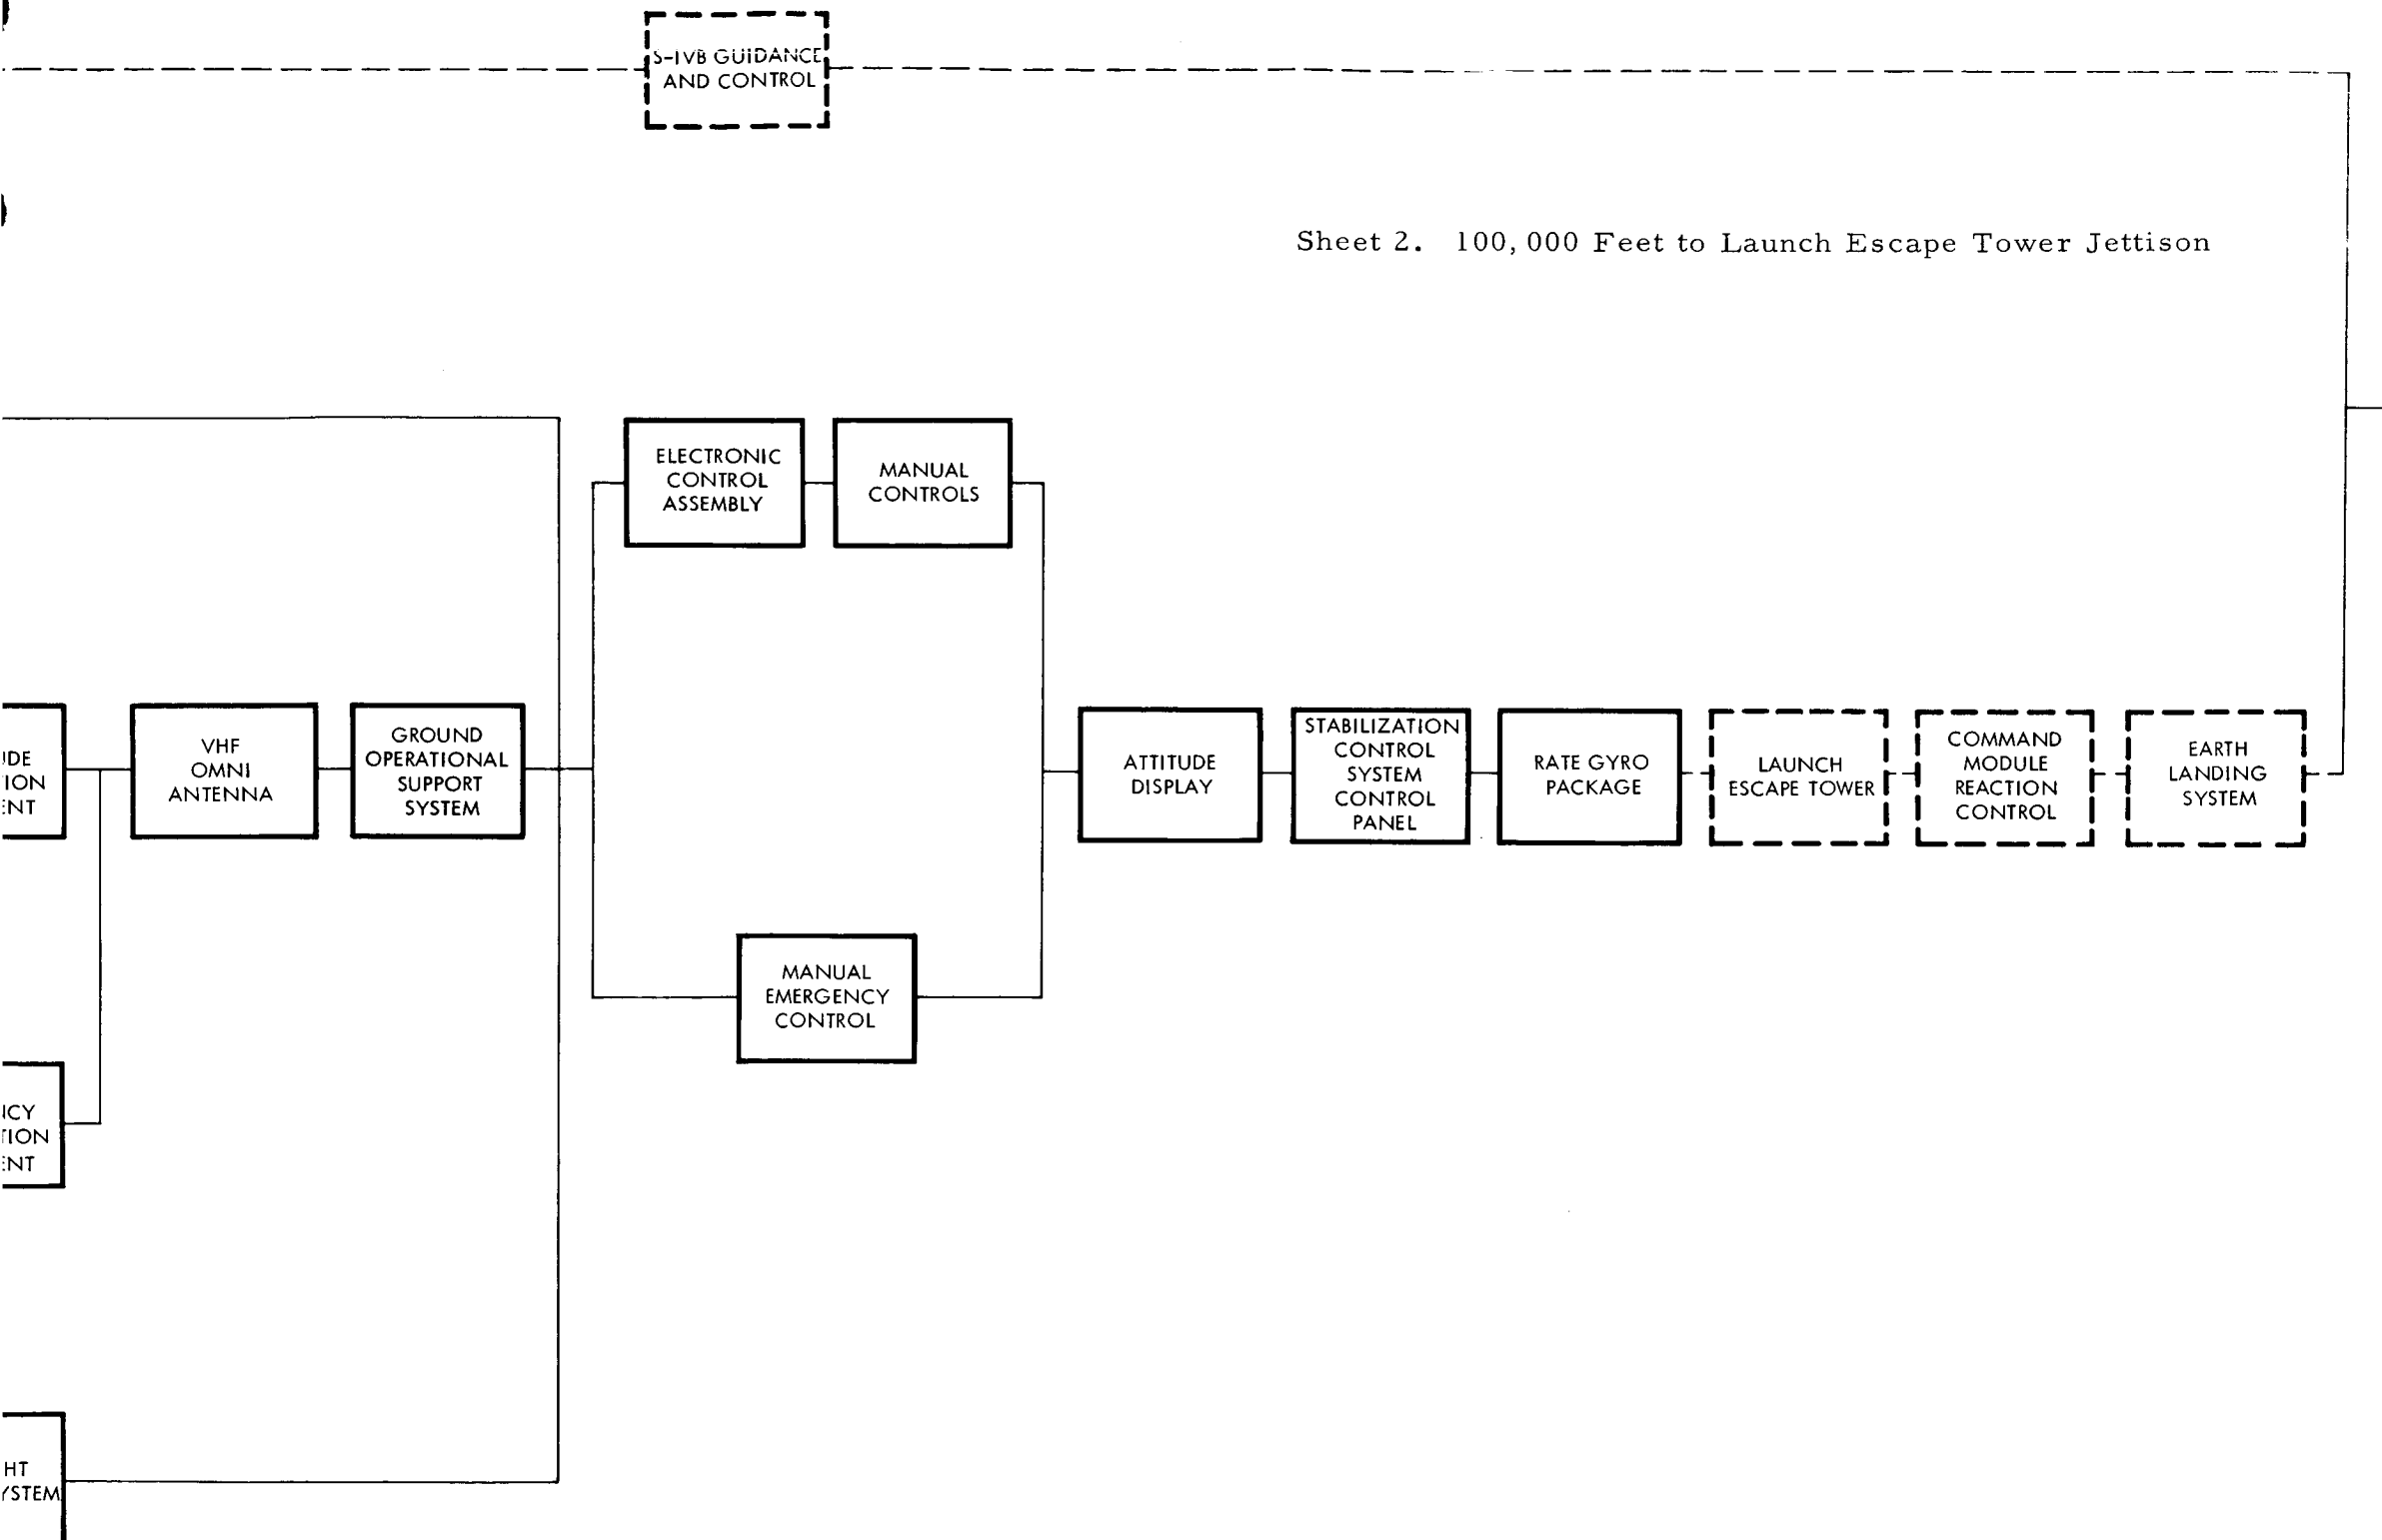 S-IVB GUIDANCE
AND CONTROL
Sheet 2. 100,000 Feet to Launch Escape Tower Jettison
ELECTRONIC
CONTROL
ASSEMBLY
MANUAL
CONTROLS
VHF
OMNI
ANTENNA
GROUND
OPERATIONAL
SUPPORT
SYSTEM
ATTITUDE
DISPLAY
STABILIZATION
CONTROL
SYSTEM
CONTROL
PANEL
RATE GYRO
PACKAGE
LAUNCH
ESCAPE TOWER
COMMAND
MODULE
REACTION
CONTROL
EARTH
LANDING
SYSTEM
MANUAL
EMERGENCY
CONTROL